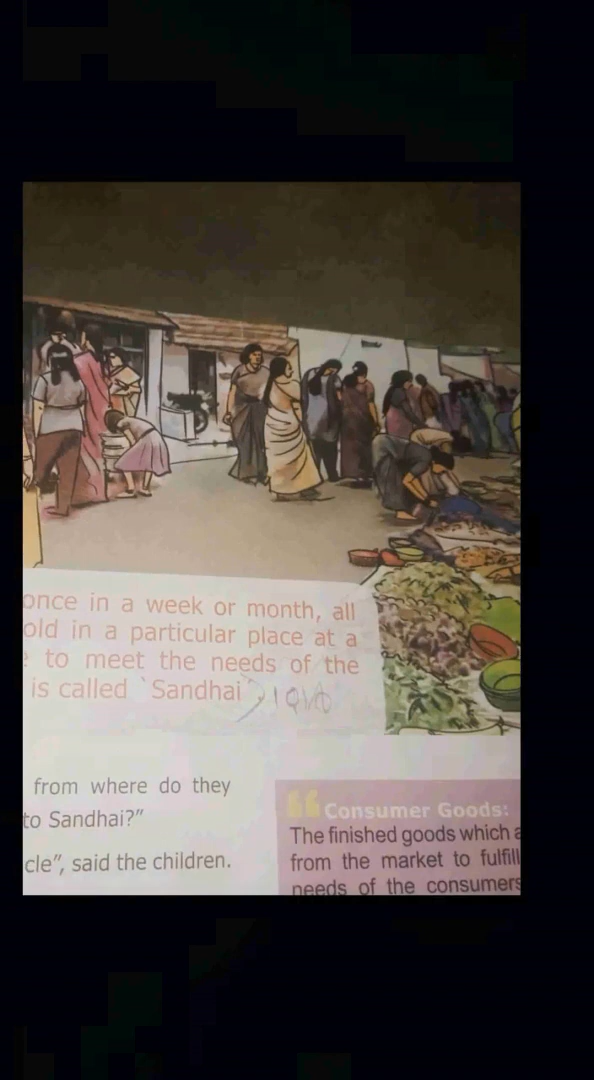 once in a week or month, all
old in a particular place at a
to meet the needs of the
is called `Sandhai
from where do they
to Sandhai?"
cle", said the children.
Consumer Goods:
The finished goods which a
from the market to fulfill
needs of the consumers